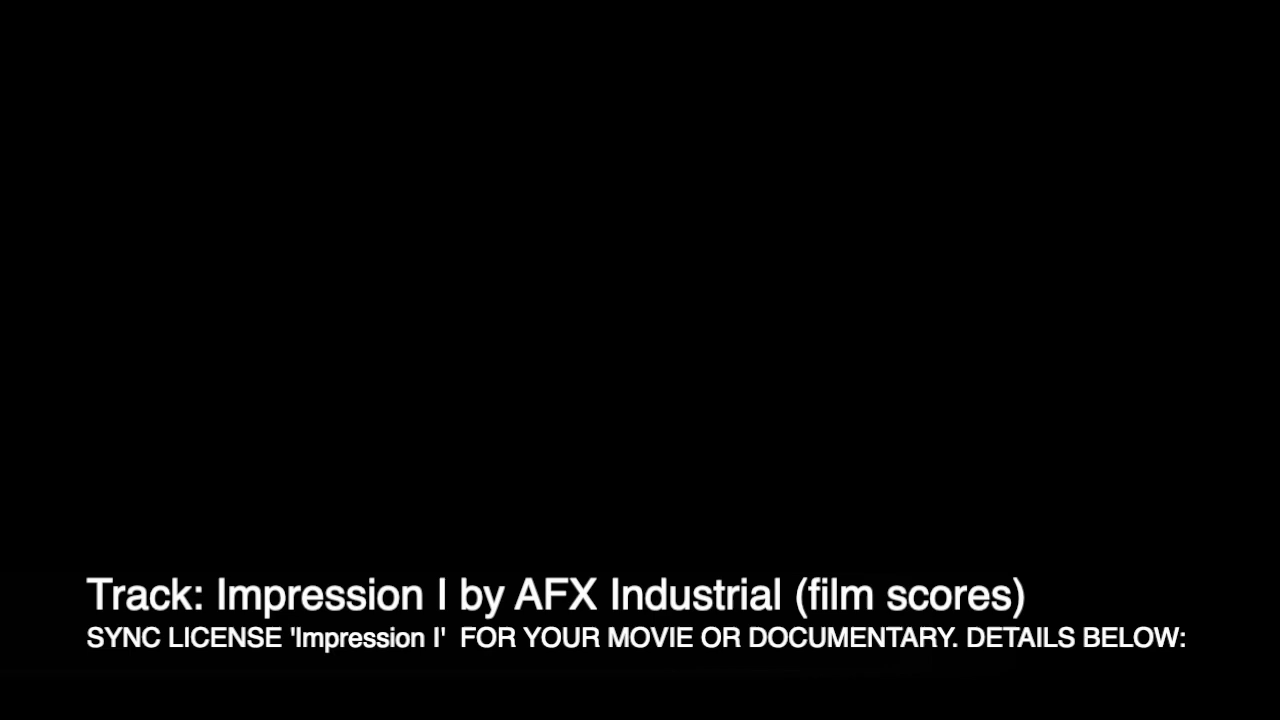 Track: Impression I by AFX Industrial (film scores)
SYNC LICENSE 'Impression I'  FOR YOUR MOVIE OR DOCUMENTARY. DETAILS BELOW: